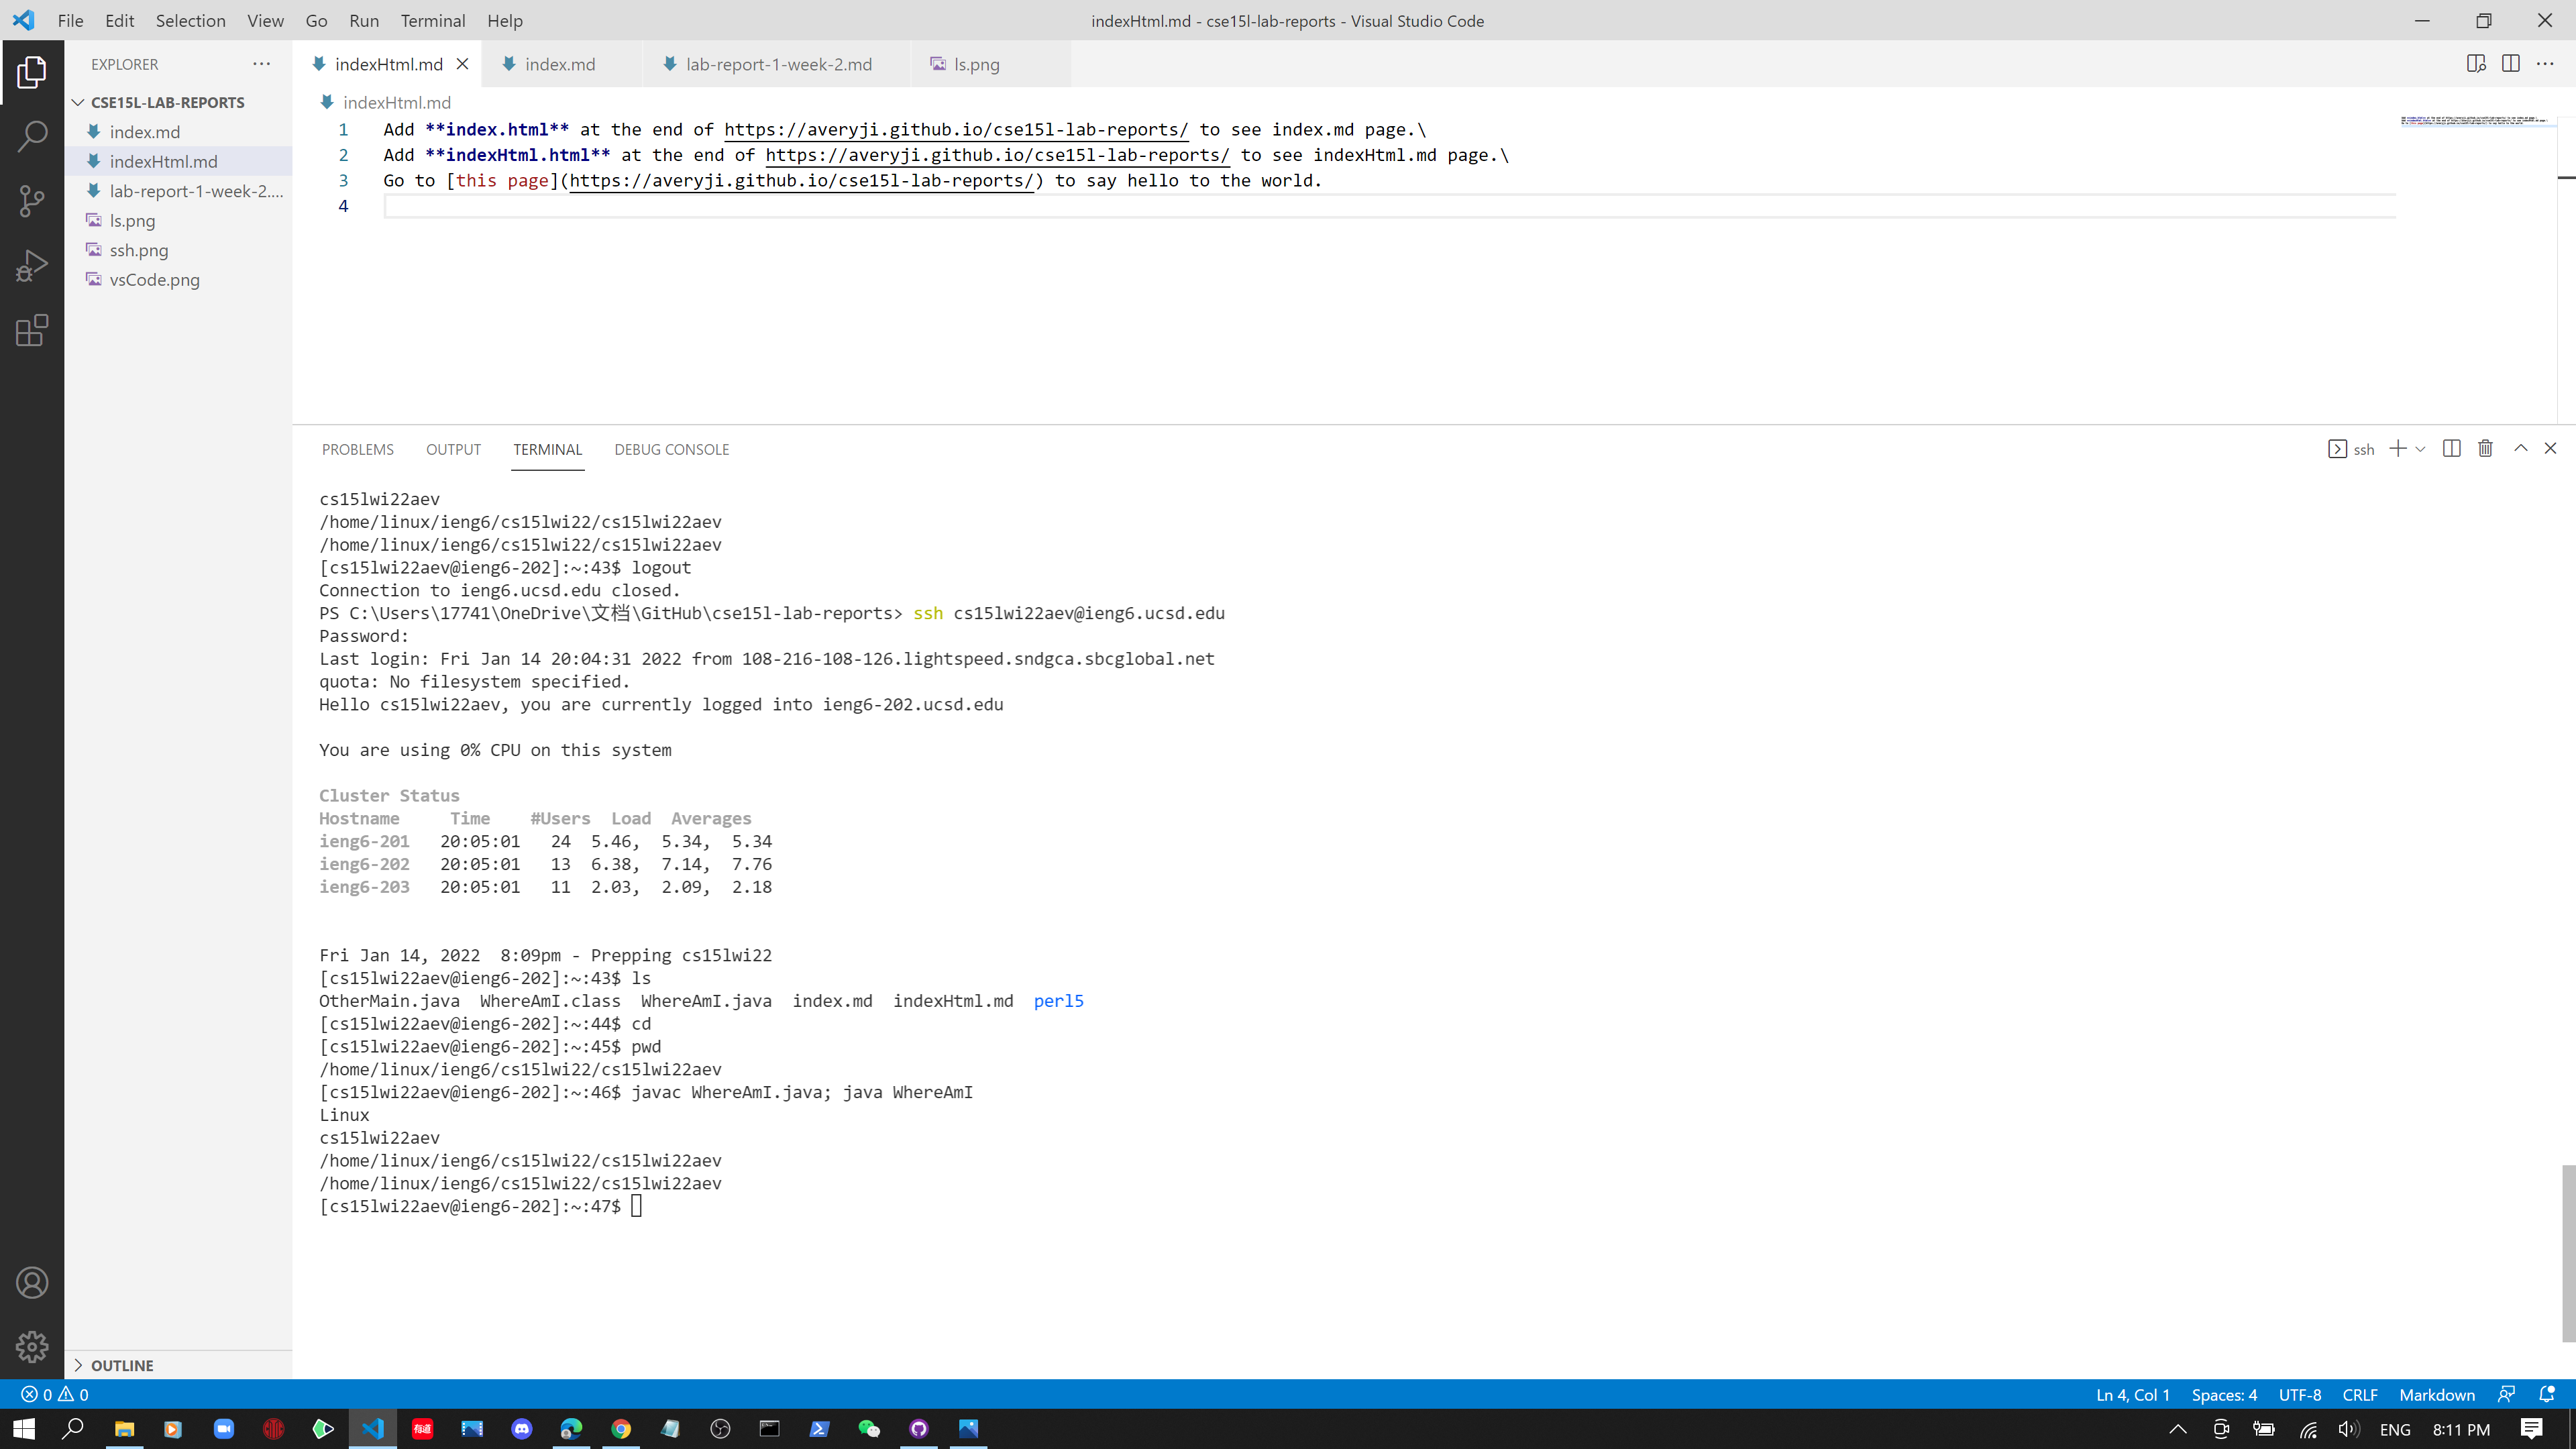 File Edit Selection View Go Run Terminal Help
indexHtml.md - cse15l-lab-reports - Visual Studio Code
EXPLORER
CSE15L-LAB-REPORTS
index.md
indexHtml.md
lab-report-1-week-2....
ls.png
ssh.png
vsCode.png
OUTLINE
indexHtml.md index.md lab-report-1-week-2.md ls.png
indexHtml.md
1 Add **index.html** at the end of https://averyji.github.io/cse15l-lab-reports/ to see index.md page.\
2 Add **indexHtml.html** at the end of https://averyji.github.io/cse15l-lab-reports/ to see indexHtml.md page.\
3 Go to [this page](https://averyji.github.io/cse15l-lab-reports/) to say hello to the world.
4
PROBLEMS OUTPUT TERMINAL DEBUG CONSOLE
ssh
cs15lwi22aev
/home/linux/ieng6/cs15lwi22/cs15lwi22aev
/home/linux/ieng6/cs15lwi22/cs15lwi22aev
[cs15lwi22aev@ieng6-202]:~:43$ logout
Connection to ieng6.ucsd.edu closed.
PS C:\Users\17741\OneDrive\文档\GitHub\cse15l-lab-reports> ssh cs15lwi22aev@ieng6.ucsd.edu
Password:
Last login: Fri Jan 14 20:04:31 2022 from 108-216-108-126.lightspeed.sndgca.sbcglobal.net
quota: No filesystem specified.
Hello cs15lwi22aev, you are currently logged into ieng6-202.ucsd.edu
You are using 0% CPU on this system
Cluster Status
Hostname Time #Users Load Averages
ieng6-201 20:05:01 24 5.46, 5.34, 5.34
ieng6-202 20:05:01 13 6.38, 7.14, 7.76
ieng6-203 20:05:01 11 2.03, 2.09, 2.18
Fri Jan 14, 2022 8:09pm - Prepping cs15lwi22
[cs15lwi22aev@ieng6-202]:~:43$ ls
OtherMain.java WhereAmI.class WhereAmI.java index.md indexHtml.md perl5
[cs15lwi22aev@ieng6-202]:~:44$ cd
[cs15lwi22aev@ieng6-202]:~:45$ pwd
/home/linux/ieng6/cs15lwi22/cs15lwi22aev
[cs15lwi22aev@ieng6-202]:~:46$ javac WhereAmI.java; java WhereAmI
Linux
cs15lwi22aev
/home/linux/ieng6/cs15lwi22/cs15lwi22aev
/home/linux/ieng6/cs15lwi22/cs15lwi22aev
[cs15lwi22aev@ieng6-202]:~:47$
0 0 Ln 4, Col 1 Spaces: 4 UTF-8 CRLF Markdown
有道
ENG 8:11 PM